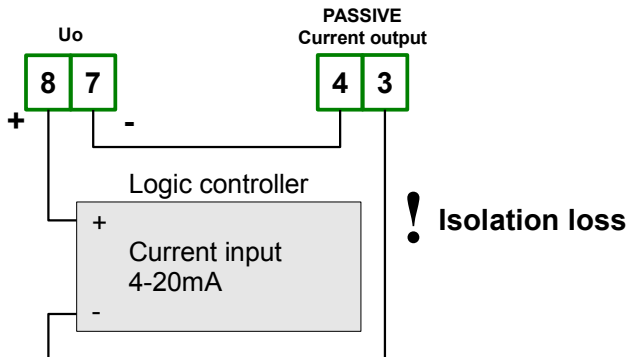 Uo
PASSIVE
Current output
8 7
4 3
+
-
Logic controller
! Isolation loss
+
Current input
4-20mA
-